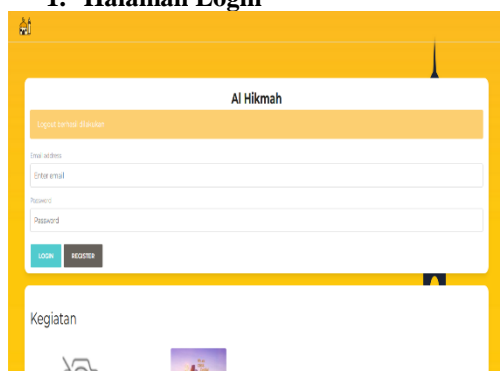 1. Halaman Login
Al Hikmah
Logout berhasil dilakukan
Email address
Enter email
Password
Password
LOGIN REGISTER
Kegiatan